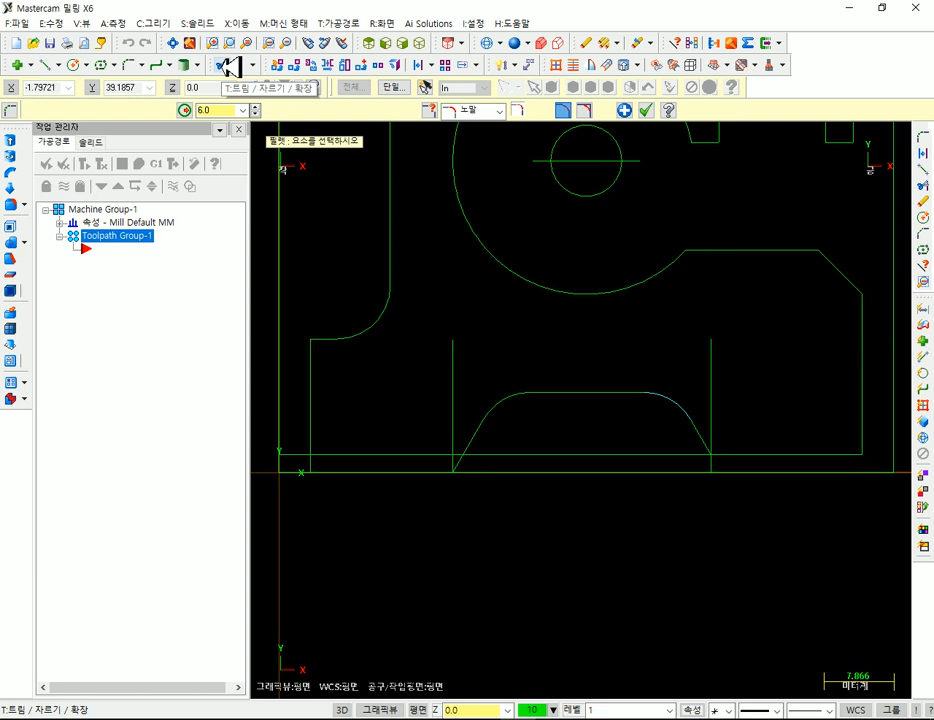 Mastercam 밀링 X6
F:파일 E:수정 V:뷰 A:측정 C:그리기 S:솔리드 X:이동 M:머신 형태 T:가공경로 R:화면 Ai Solutions I:설정 H:도움말
X -1.79721 Y 39.1857 Z 0.0 T:트림 / 자르기 / 확장 전체... 단일... In
6.0 노말
작업 관리자
필렛 : 요소를 선택하시오
가공경로 솔리드
G1
Machine Group-1
속성 - Mill Default MM
Toolpath Group-1
Y
X
X
Y
X
Y
X
7.866
미터계
그래픽뷰:평면 WCS:평면 공구/작업평면:평면
T:트림 / 자르기 / 확장 3D 그래픽뷰 평면 Z 0.0 10 레벨 1 속성 WCS 그룹 ! ?